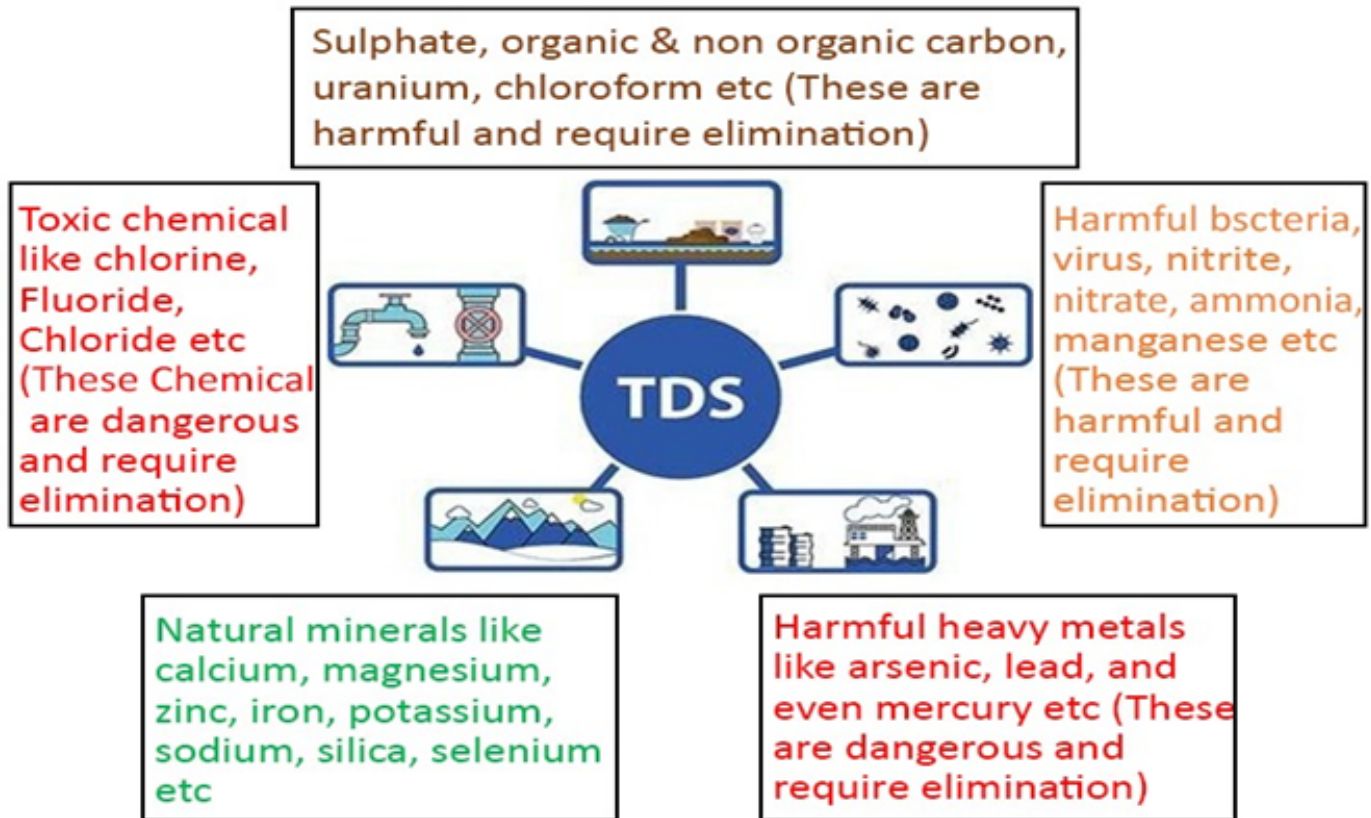 Sulphate, organic & non organic carbon,
uranium, chloroform etc (These are
harmful and require elimination)
Toxic chemical
like chlorine,
Fluoride,
Chloride etc
(These Chemical
are dangerous
and require
elimination)
Harmful bscteria,
virus, nitrite,
nitrate, ammonia,
manganese etc
(These are
harmful and
require
elimination)
TDS
Natural minerals like
calcium, magnesium,
zinc, iron, potassium,
sodium, silica, selenium
etc
Harmful heavy metals
like arsenic, lead, and
even mercury etc (These
are dangerous and
require elimination)